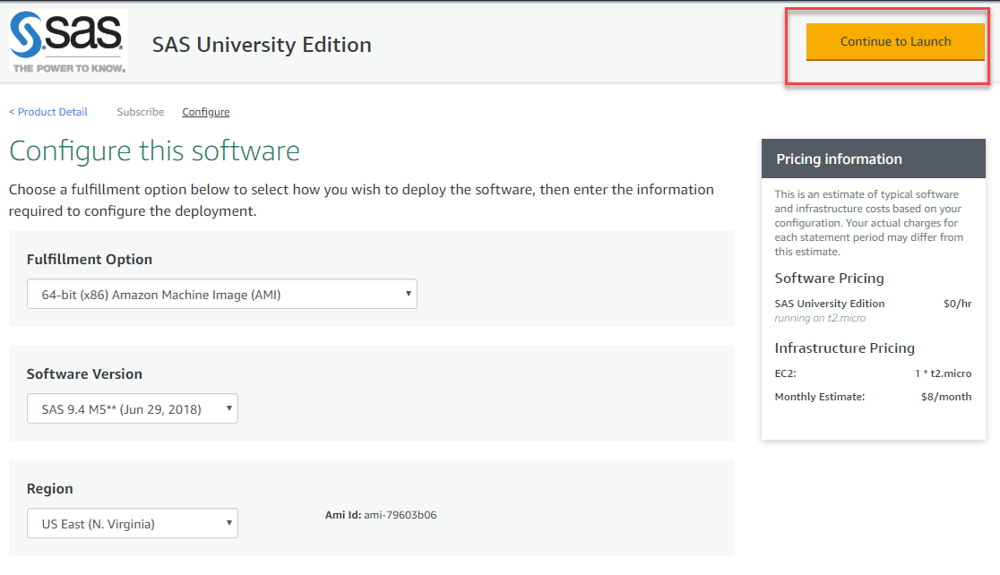 sas
THE POWER TO KNOW.
SAS University Edition
Continue to Launch
< Product Detail
Subscribe
Configure
Configure this software
Choose a fulfillment option below to select how you wish to deploy the software, then enter the information
required to configure the deployment.
Fulfillment Option
64-bit (x86) Amazon Machine Image (AMI)
Software Version
SAS 9.4 M5** (Jun 29, 2018)
Region
US East (N. Virginia)
Ami Id: ami-79603b06
Pricing information
This is an estimate of typical software
and infrastructure costs based on your
configuration. Your actual charges for
each statement period may differ from
this estimate.
Software Pricing
SAS University Edition $0/hr
running on t2.micro
Infrastructure Pricing
EC2: 1 * t2.micro
Monthly Estimate: $8/month